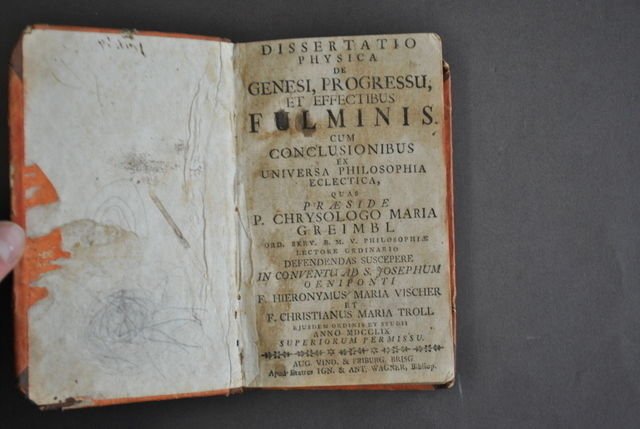 DISSERTATIO
PHYSICA
DE
GENESI, PROGRESSU,
ET EFFECTIBUS
FULMINIS.
CUM
CONCLUSIONIBUS
EX
UNIVERSA PHILOSOPHIA
ECLECTICA,
QUAS
PRÆSIDE
P. CHRYSOLOGO MARIA
GREIMBL
ORD. SERV. B. M. V. PHILOSOPHIÆ
LECTORE ORDINARIO
DEFENDENDAS SUSCEPERE
IN CONVENTU AD S. JOSEPHUM
OENIPONTI
F. HIERONYMUS MARIA VISCHER
ET
F. CHRISTIANUS MARIA TROLL
EJUSDEM ORDINIS ET STUDII
ANNO MDCCLIX
SUPERIORUM PERMISSU.
AUG. VIND. & FRIBURG. BRISG
Apud Fratres IGN. & ANT. WAGNER, Bibliop.